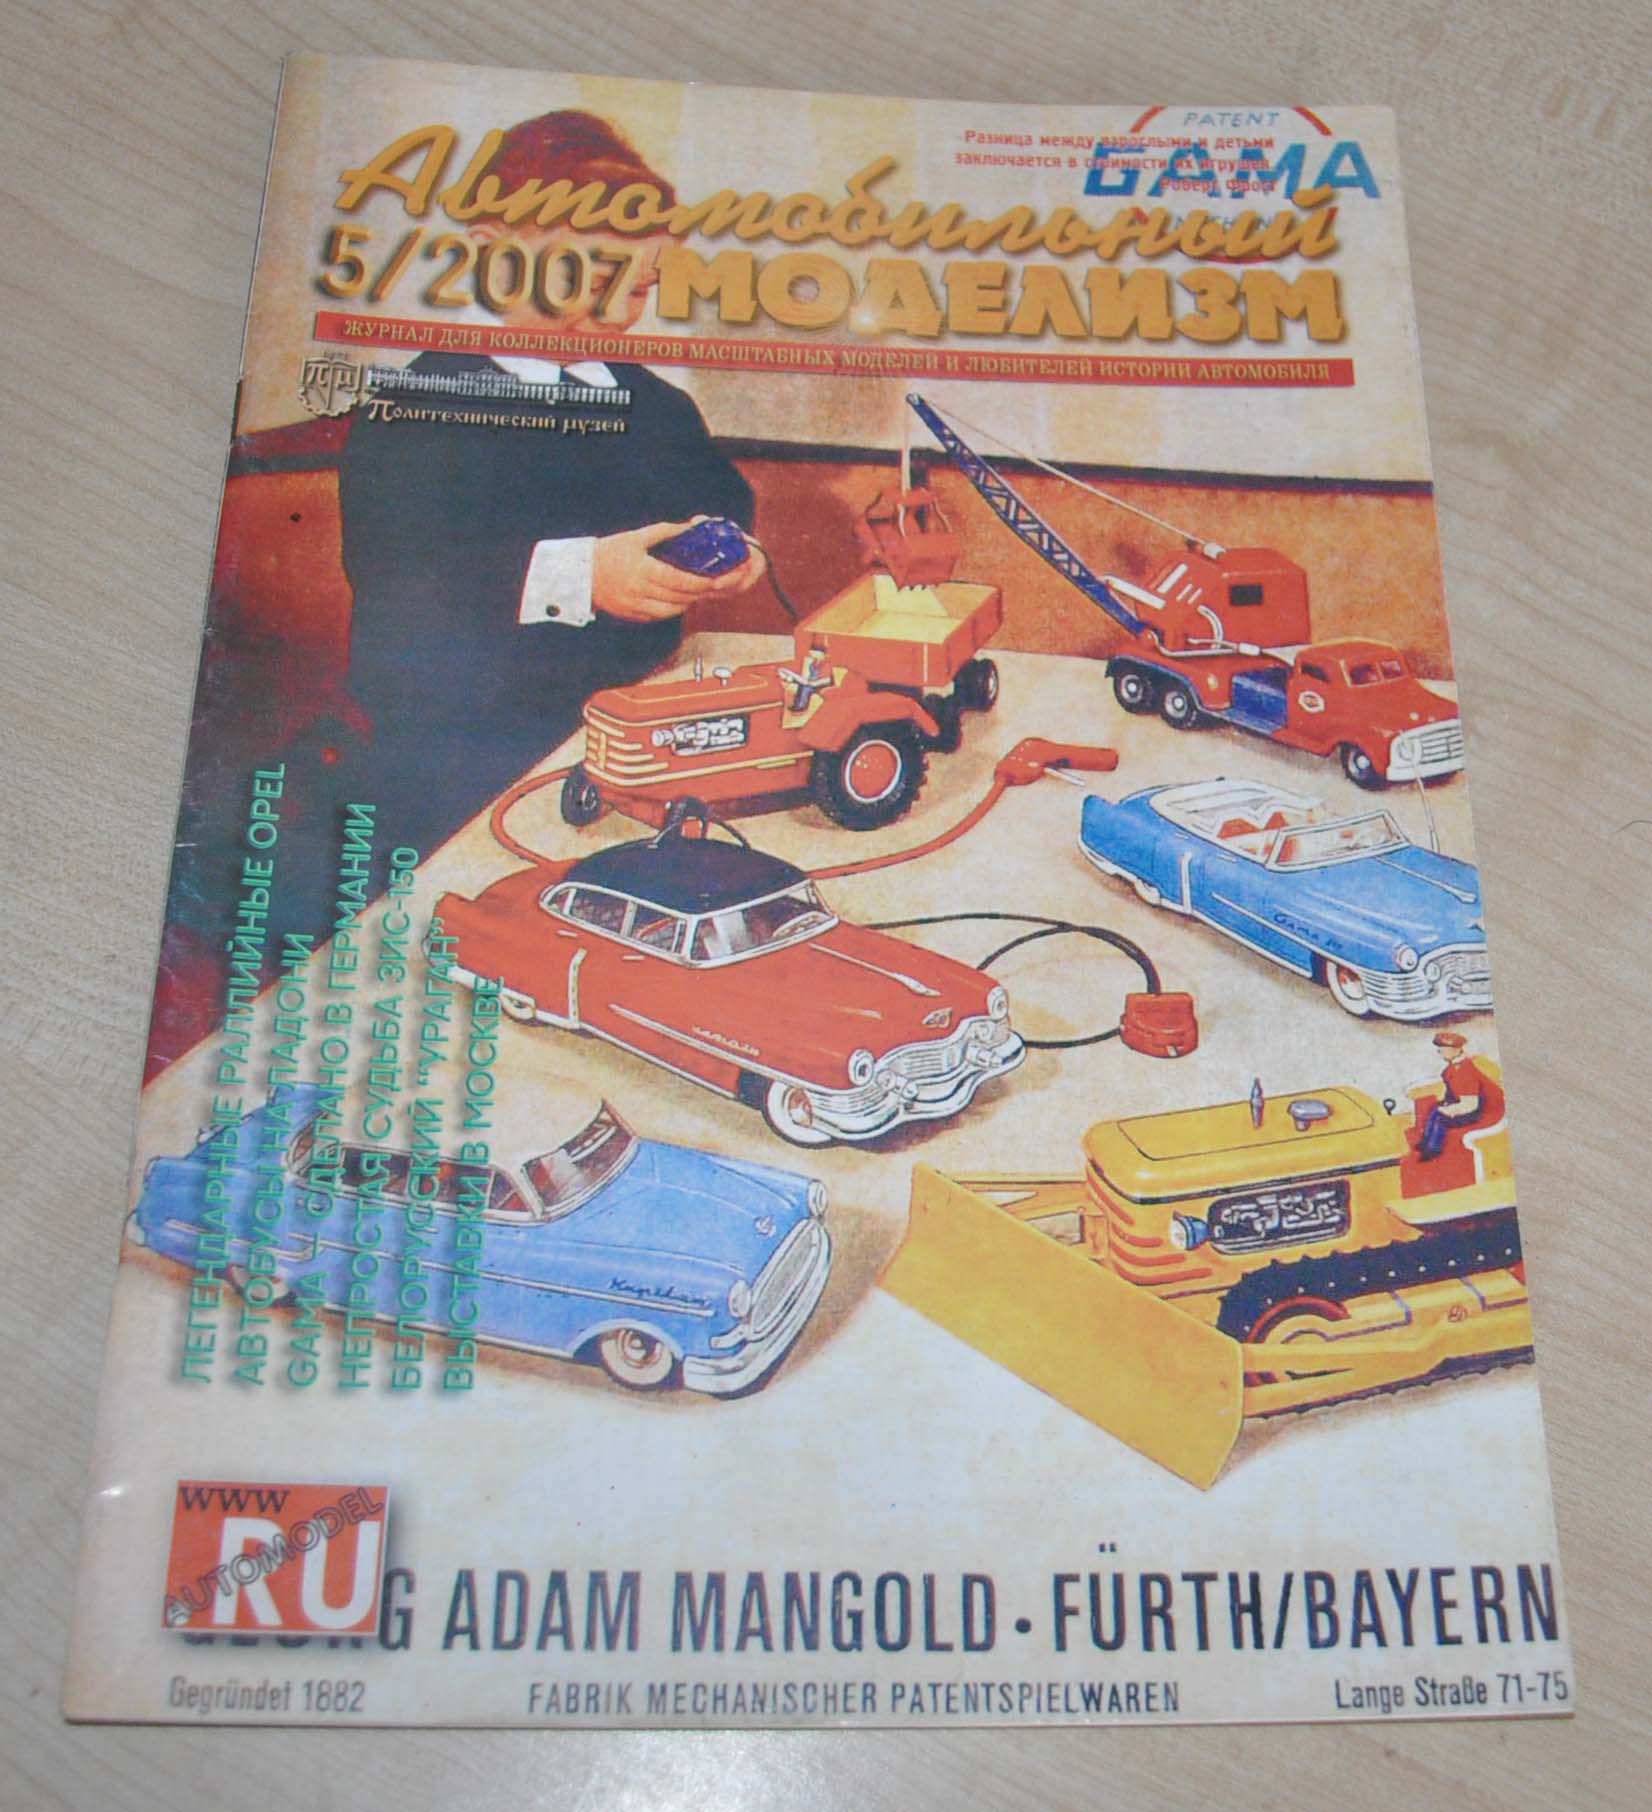 PATENT
GAMA
Разница между взрослыми и детьми
заключается в стоимости их игрушек.
Роберт Фрост
Автомобильный
5/2007 МОДЕЛИЗМ
ЖУРНАЛ ДЛЯ КОЛЛЕКЦИОНЕРОВ МАСШТАБНЫХ МОДЕЛЕЙ И ЛЮБИТЕЛЕЙ ИСТОРИИ АВТОМОБИЛЯ
ПМ
Политехнический музей
ЛЕГЕНДАРНЫЕ РАЛЛИЙНЫЕ OPEL
АВТОБУСЫ НА ЛАДОНИ
GAMA – СДЕЛАНО В ГЕРМАНИИ
НЕПРОСТАЯ СУДЬБА ЗИС-150
БЕЛОРУССКИЙ "УРАГАН"
ВЫСТАВКИ В МОСКВЕ
Gama
WWW
AUTOMODEL
RU
GEORG ADAM MANGOLD · FÜRTH/BAYERN
Gegründet 1882 FABRIK MECHANISCHER PATENTSPIELWAREN Lange Straße 71-75